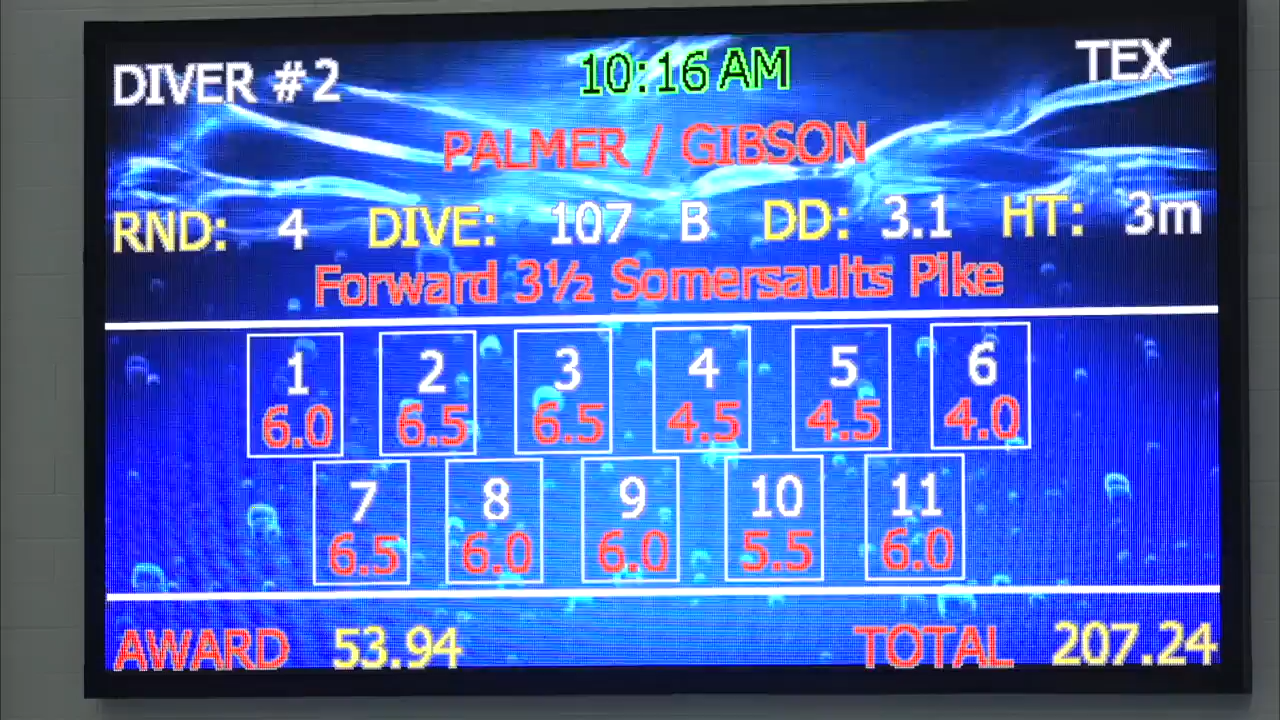 DIVER #2 10:16 AM TEX
PALMER / GIBSON
RND: 4 DIVE: 107 B DD: 3.1 HT: 3m
Forward 3½ Somersaults Pike
1 2 3 4 5 6
6.0 6.5 6.5 4.5 4.5 4.0
7 8 9 10 11
6.5 6.0 6.0 5.5 6.0
AWARD 53.94 TOTAL 207.24